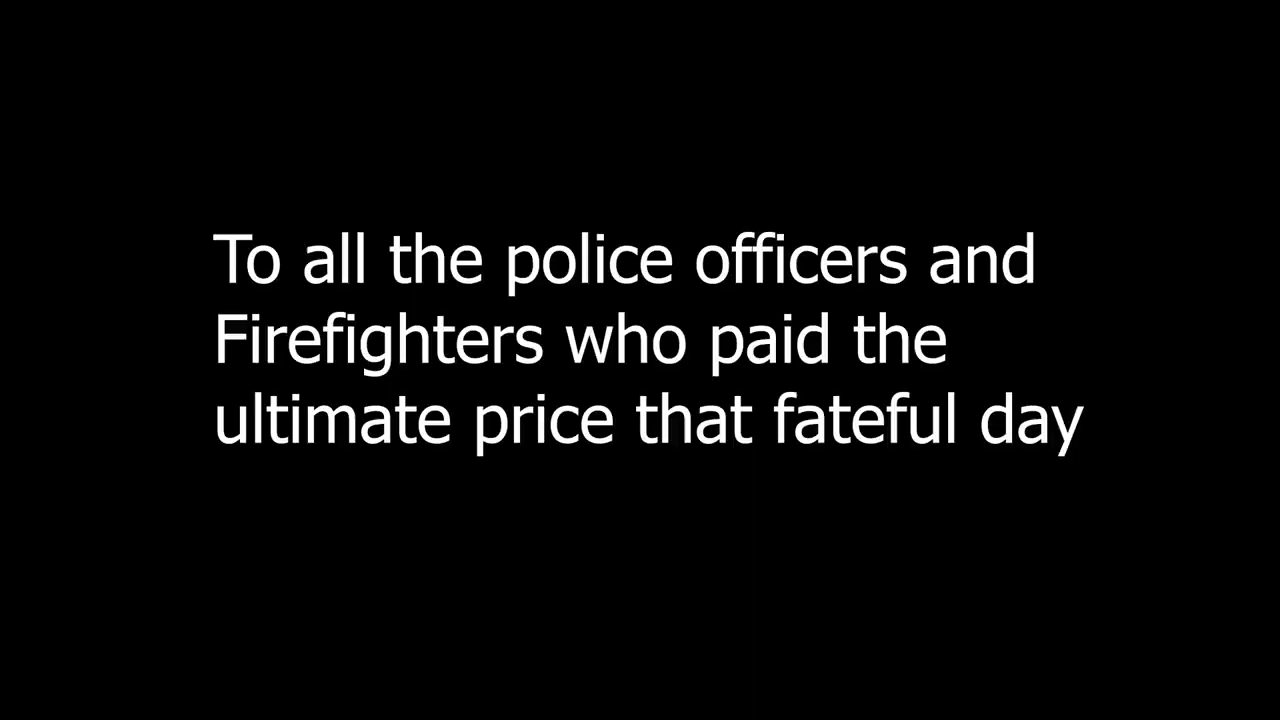 To all the police officers and
Firefighters who paid the
ultimate price that fateful day